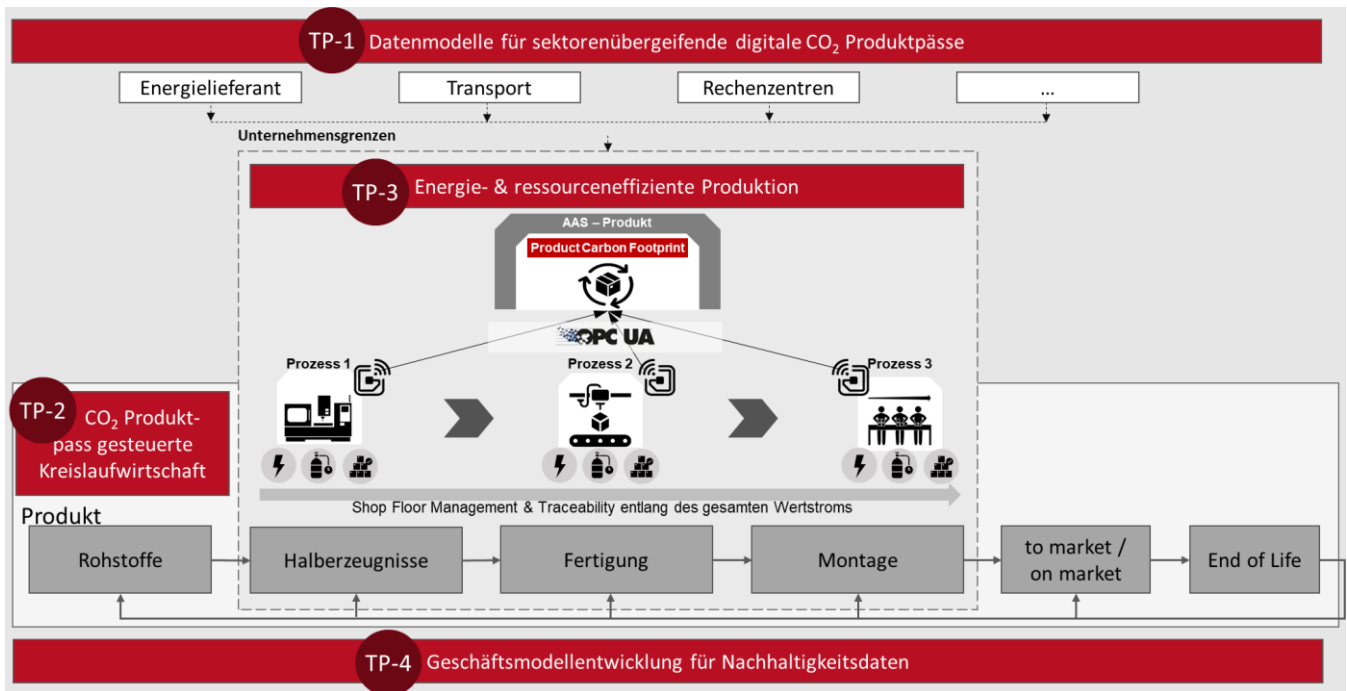 TP-1 Datenmodelle für sektorenübergeifende digitale CO₂ Produktpässe
Energielieferant
Transport
Rechenzentren
...
Unternehmensgrenzen
TP-3 Energie- & ressourceneffiziente Produktion
AAS – Produkt
Product Carbon Footprint
OPC UA
Prozess 1
Prozess 2
Prozess 3
TP-2
CO₂ Produkt-
pass gesteuerte
Kreislaufwirtschaft
Shop Floor Management & Traceability entlang des gesamten Wertstroms
Produkt
Rohstoffe
Halberzeugnisse
Fertigung
Montage
to market /
on market
End of Life
TP-4 Geschäftsmodellentwicklung für Nachhaltigkeitsdaten